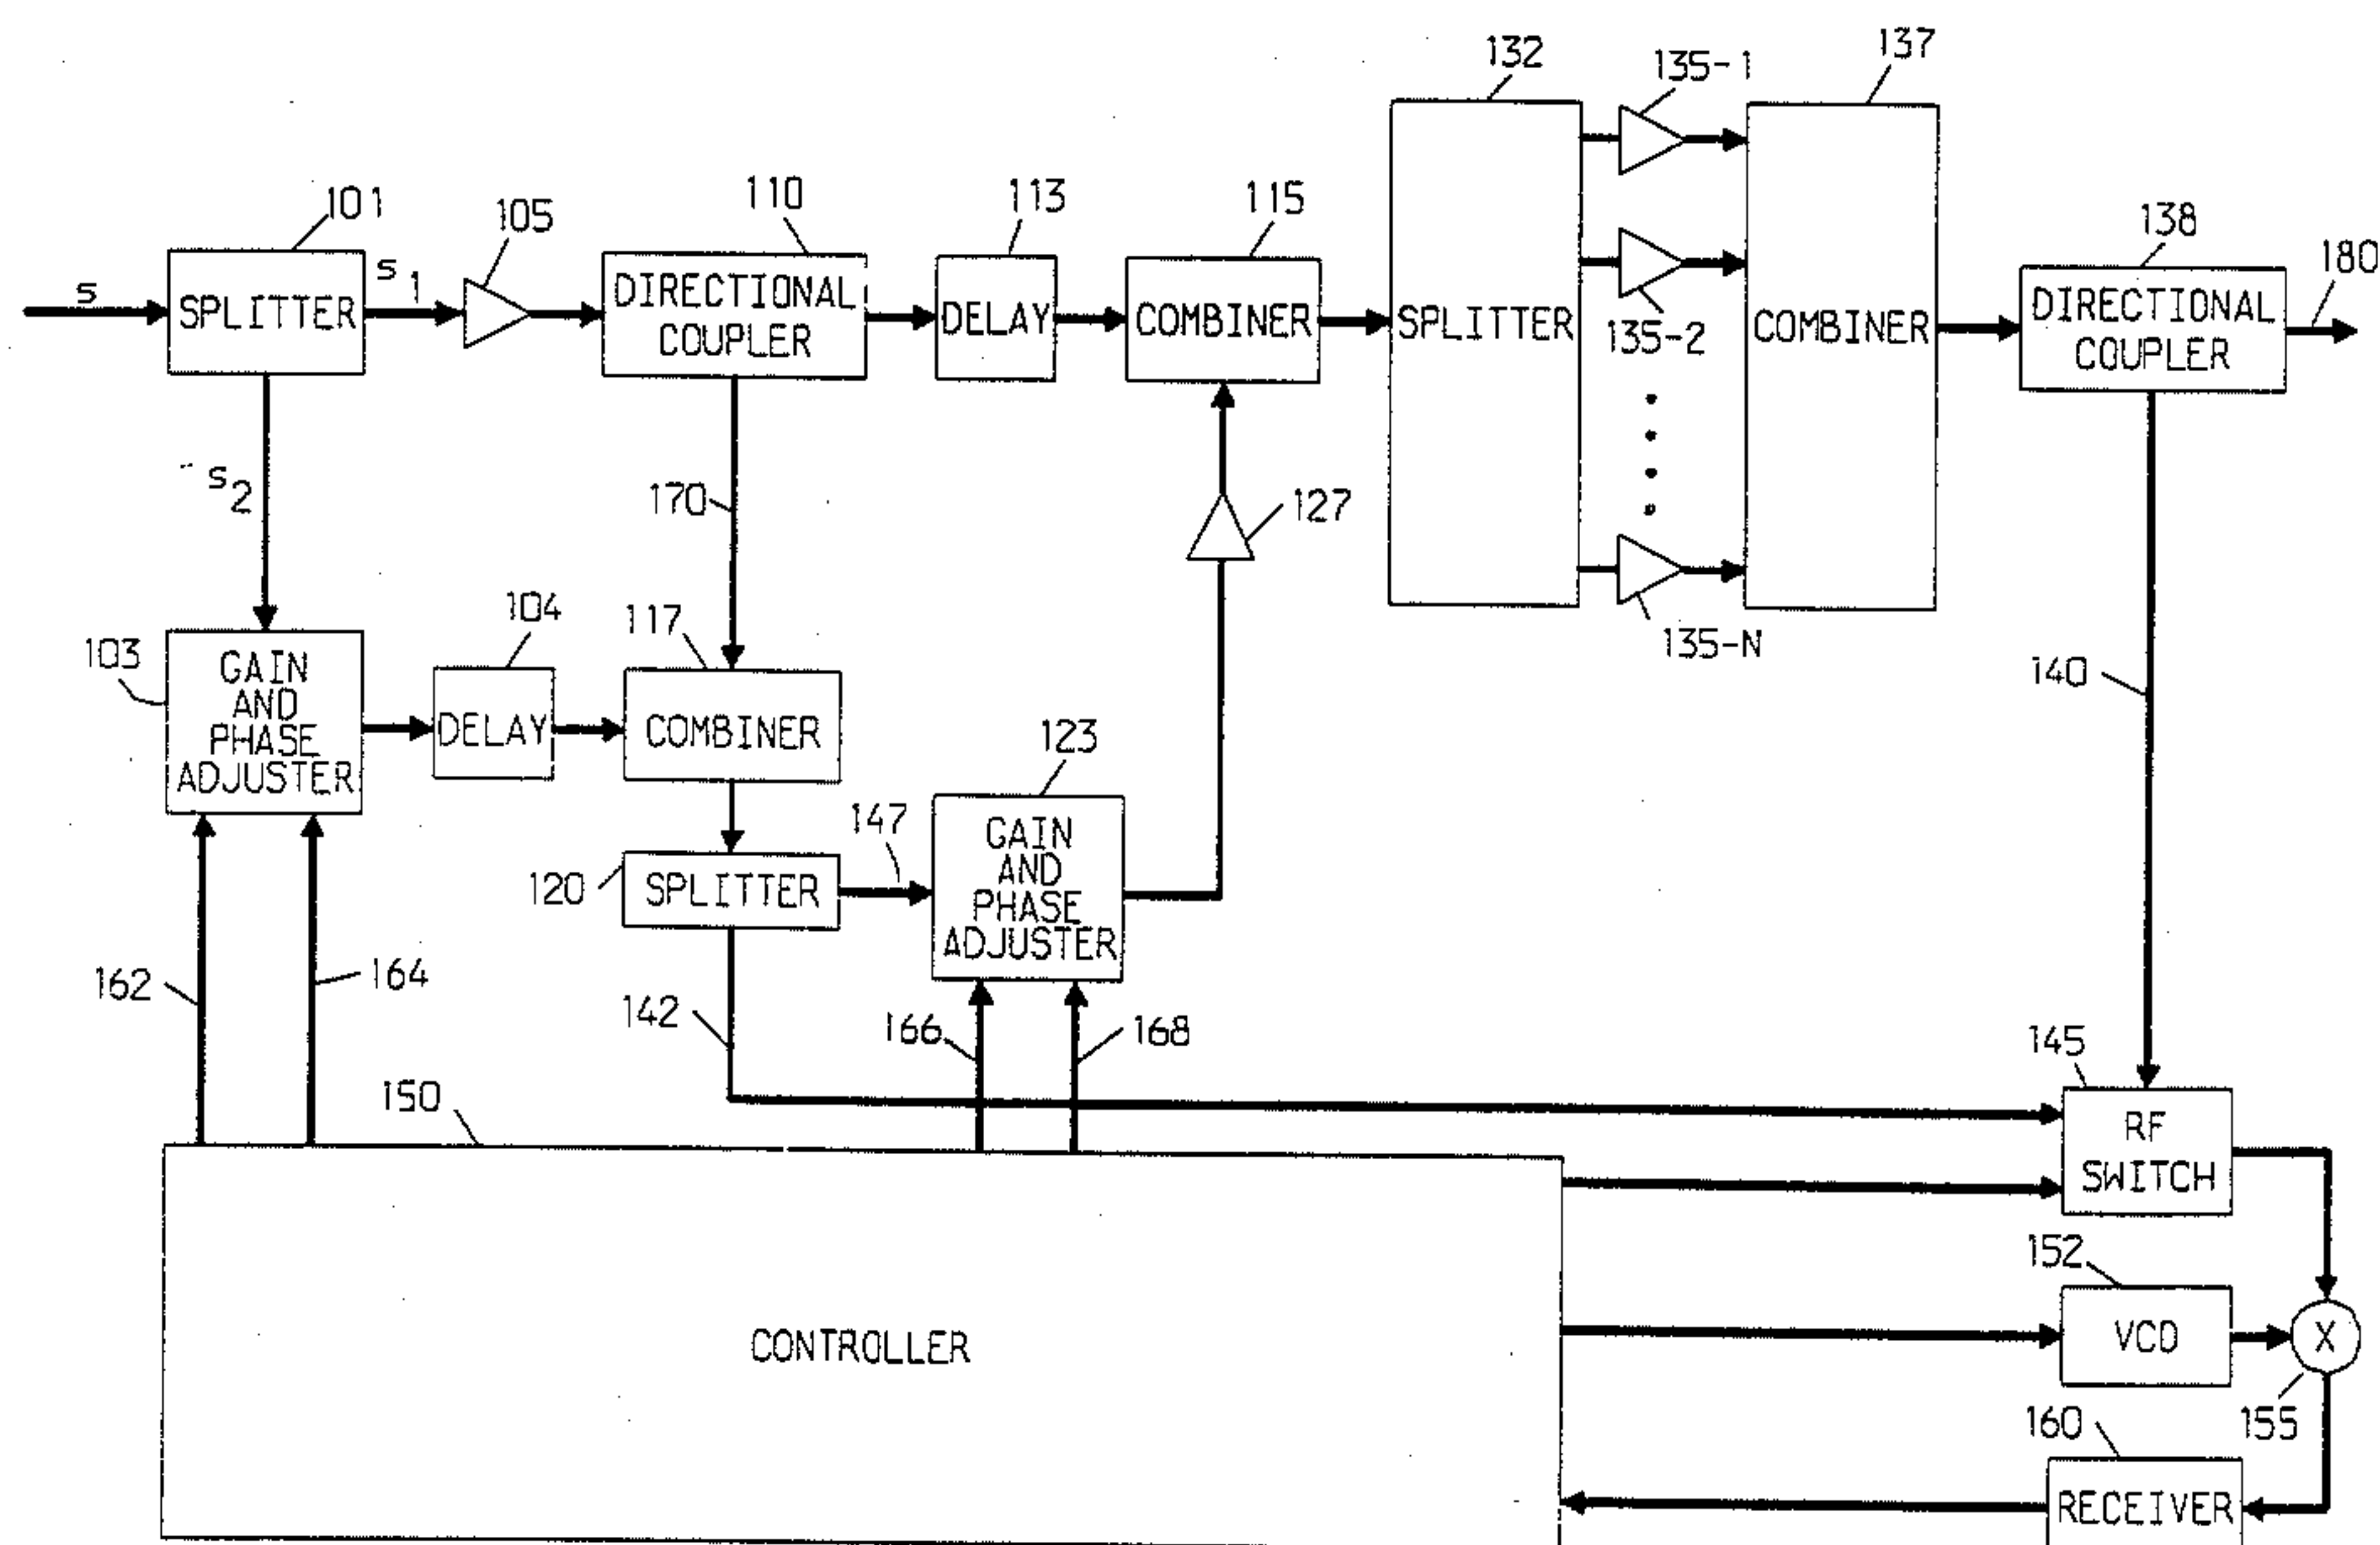 132
135-1
137
101
105
110
113
115
138
180
s
SPLITTER
s1
DIRECTIONAL
COUPLER
DELAY
COMBINER
SPLITTER
135-2
COMBINER
DIRECTIONAL
COUPLER
s2
170
127
135-N
140
103
GAIN
AND
PHASE
ADJUSTER
104
DELAY
117
COMBINER
123
147
120
SPLITTER
GAIN
AND
PHASE
ADJUSTER
162
164
142
166
168
145
RF
SWITCH
150
CONTROLLER
152
VCO
X
155
160
RECEIVER